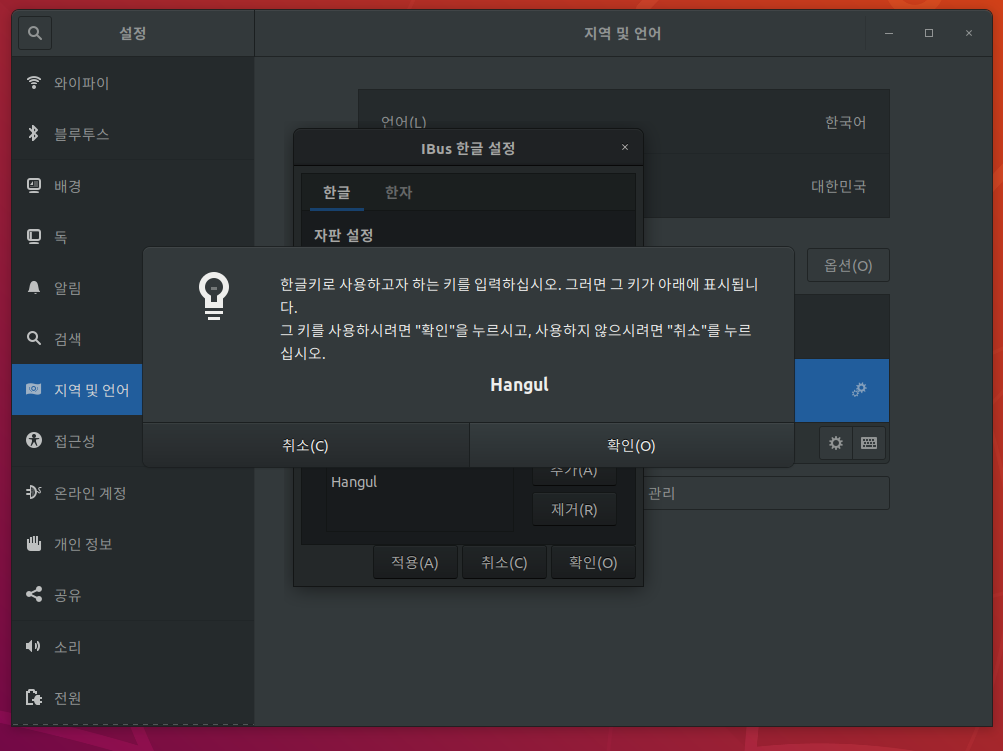 설정
지역 및 언어
와이파이
블루투스
배경
독
알림
검색
지역 및 언어
접근성
온라인 계정
개인 정보
공유
소리
전원
언어(L)
한국어
대한민국
옵션(O)
관리
IBus 한글 설정
한글
한자
자판 설정
한글키로 사용하고자 하는 키를 입력하십시오. 그러면 그 키가 아래에 표시됩니
다.
그 키를 사용하시려면 "확인"을 누르시고, 사용하지 않으시려면 "취소"를 누르
십시오.
Hangul
취소(C)
확인(O)
Hangul
추가(A)
제거(R)
적용(A)
취소(C)
확인(O)